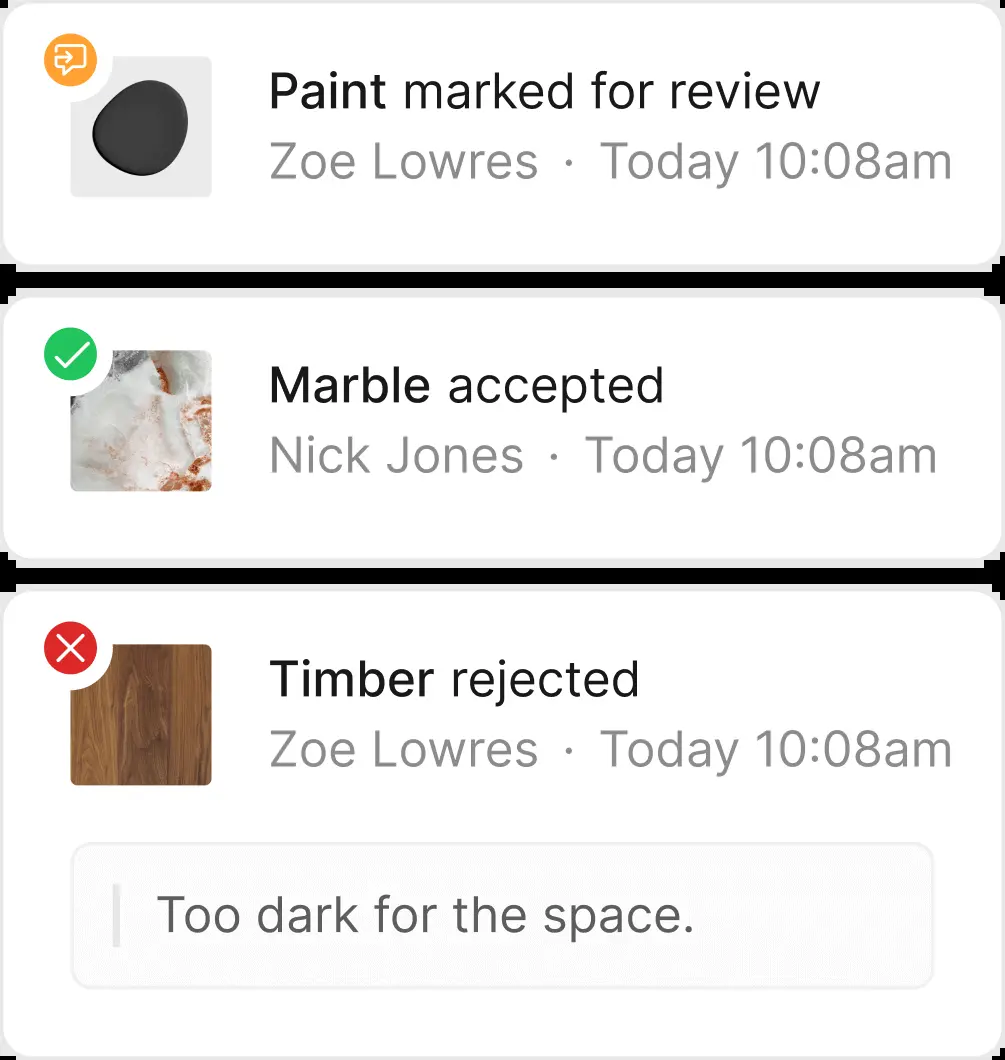 Paint marked for review
Zoe Lowres · Today 10:08am
Marble accepted
Nick Jones · Today 10:08am
Timber rejected
Zoe Lowres · Today 10:08am
Too dark for the space.